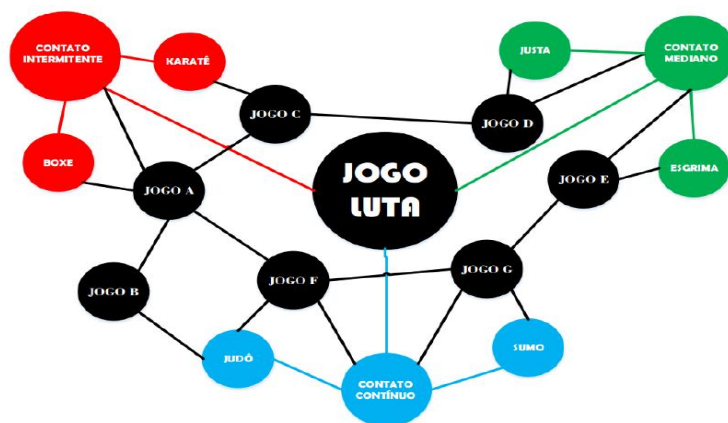 CONTATO
INTERMITENTE
KARATÊ
JUSTA
CONTATO
MEDIANO
JOGO C
JOGO D
BOXE
JOGO A
JOGO
LUTA
JOGO E
ESGRIMA
JOGO B
JOGO F
JOGO G
JUDÔ
SUMO
CONTATO
CONTÍNUO